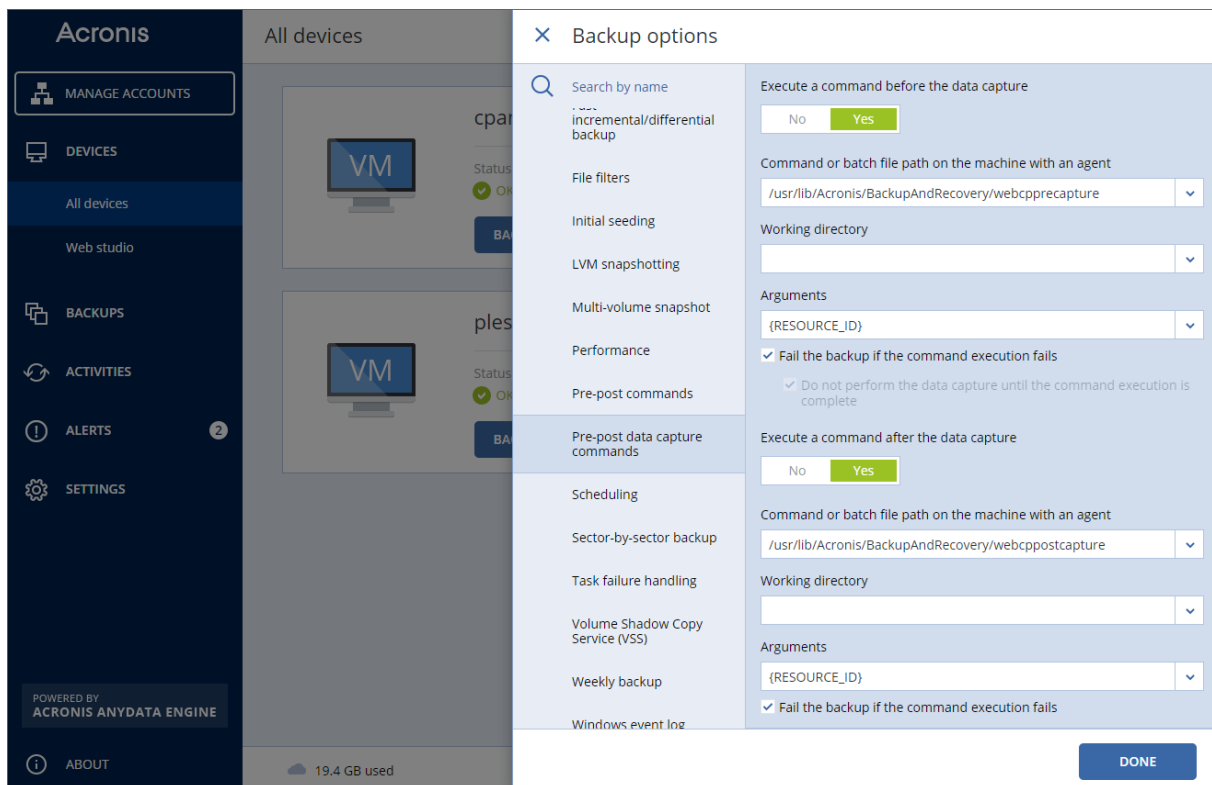 Acronis
MANAGE ACCOUNTS
DEVICES
All devices
Web studio
BACKUPS
ACTIVITIES
ALERTS
2
SETTINGS
POWERED BY
ACRONIS ANYDATA ENGINE
ABOUT
All devices
VM
Status
OK
VM
Status
OK
19.4 GB used
Backup options
Search by name
incremental/differential
backup
File filters
Initial seeding
LVM snapshotting
Multi-volume snapshot
Performance
Pre-post commands
Pre-post data capture
commands
Scheduling
Sector-by-sector backup
Task failure handling
Volume Shadow Copy
Service (VSS)
Weekly backup
Windows event log
Execute a command before the data capture
No Yes
Command or batch file path on the machine with an agent
/usr/lib/Acronis/BackupAndRecovery/webcpprecapture
Working directory
Arguments
{RESOURCE_ID}
Fail the backup if the command execution fails
Do not perform the data capture until the command execution is
complete
Execute a command after the data capture
No Yes
Command or batch file path on the machine with an agent
/usr/lib/Acronis/BackupAndRecovery/webcppostcapture
Working directory
Arguments
{RESOURCE_ID}
Fail the backup if the command execution fails
DONE